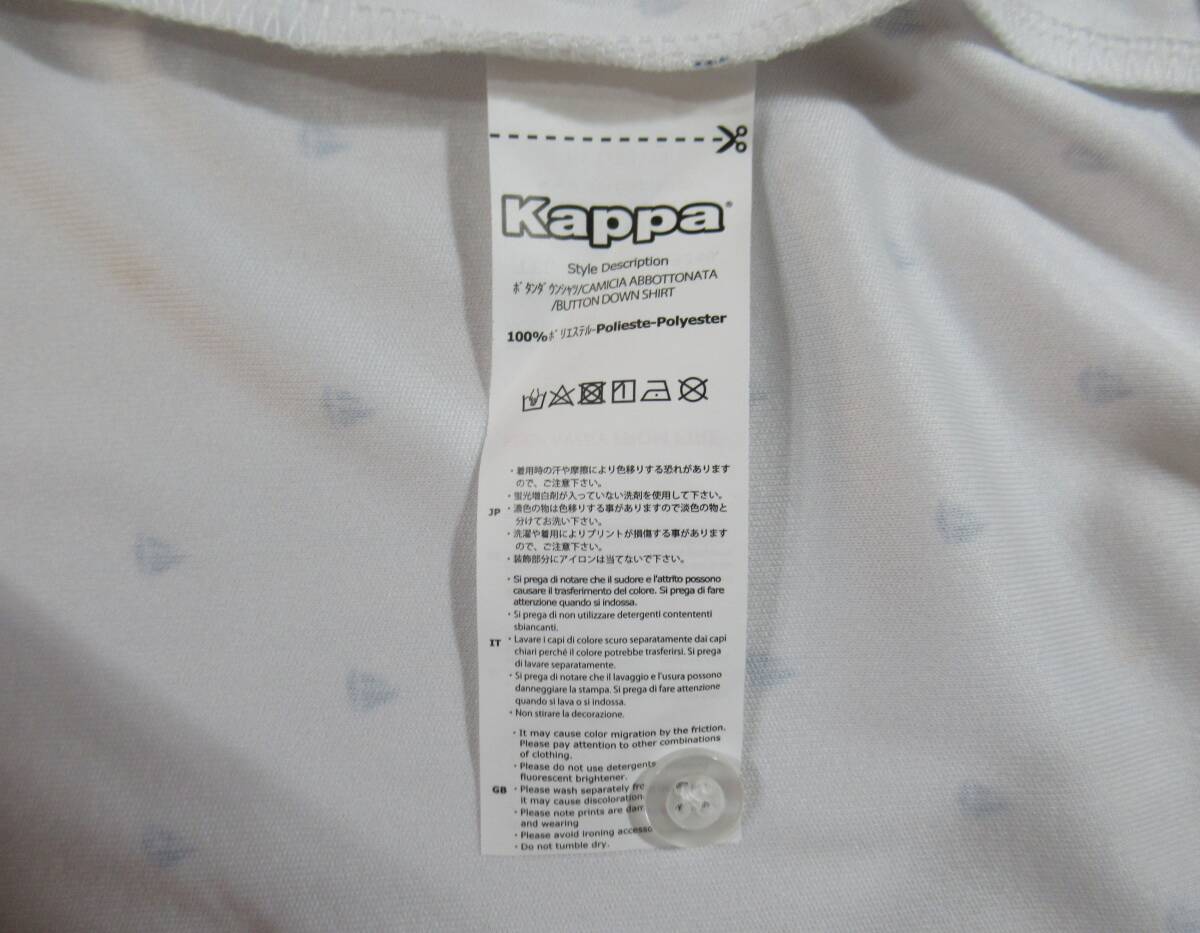 Kappa®
Style Description
ボタンダウンシャツ/CAMICIA ABBOTTONATA
/BUTTON DOWN SHIRT
100%ポリエステル-Polieste-Polyester
・着用時の汗や摩擦により色移りする恐れがあります
ので、ご注意下さい。
・蛍光増白剤が入っていない洗剤を使用して下さい。
JP ・濃色の物は色移りする事がありますので淡色の物と
分けてお洗い下さい。
・洗濯や着用によりプリントが損傷する事があります
ので、ご注意下さい。
・装飾部分にアイロンは当てないで下さい。
・Si prega di notare che il sudore e l'attrito possono
causare il trasferimento del colore. Si prega di fare
attenzione quando si indossa.
・Si prega di non utilizzare detergenti contententi
sbiancanti.
IT ・Lavare i capi di colore scuro separatamente dai capi
chiari perché il colore potrebbe trasferirsi. Si prega
di lavare separatamente.
・Si prega di notare che il lavaggio e l'usura possono
danneggiare la stampa. Si prega di fare attenzione
quando si lava o si indossa.
・Non stirare la decorazione.
・It may cause color migration by the friction.
Please pay attention to other combinations
of clothing.
・Please do not use detergents
fluorescent brightener.
GB ・Please wash separately
it may cause discoloration
・Please note prints are
and wearing
・Please avoid ironing
・Do not tumble dry.